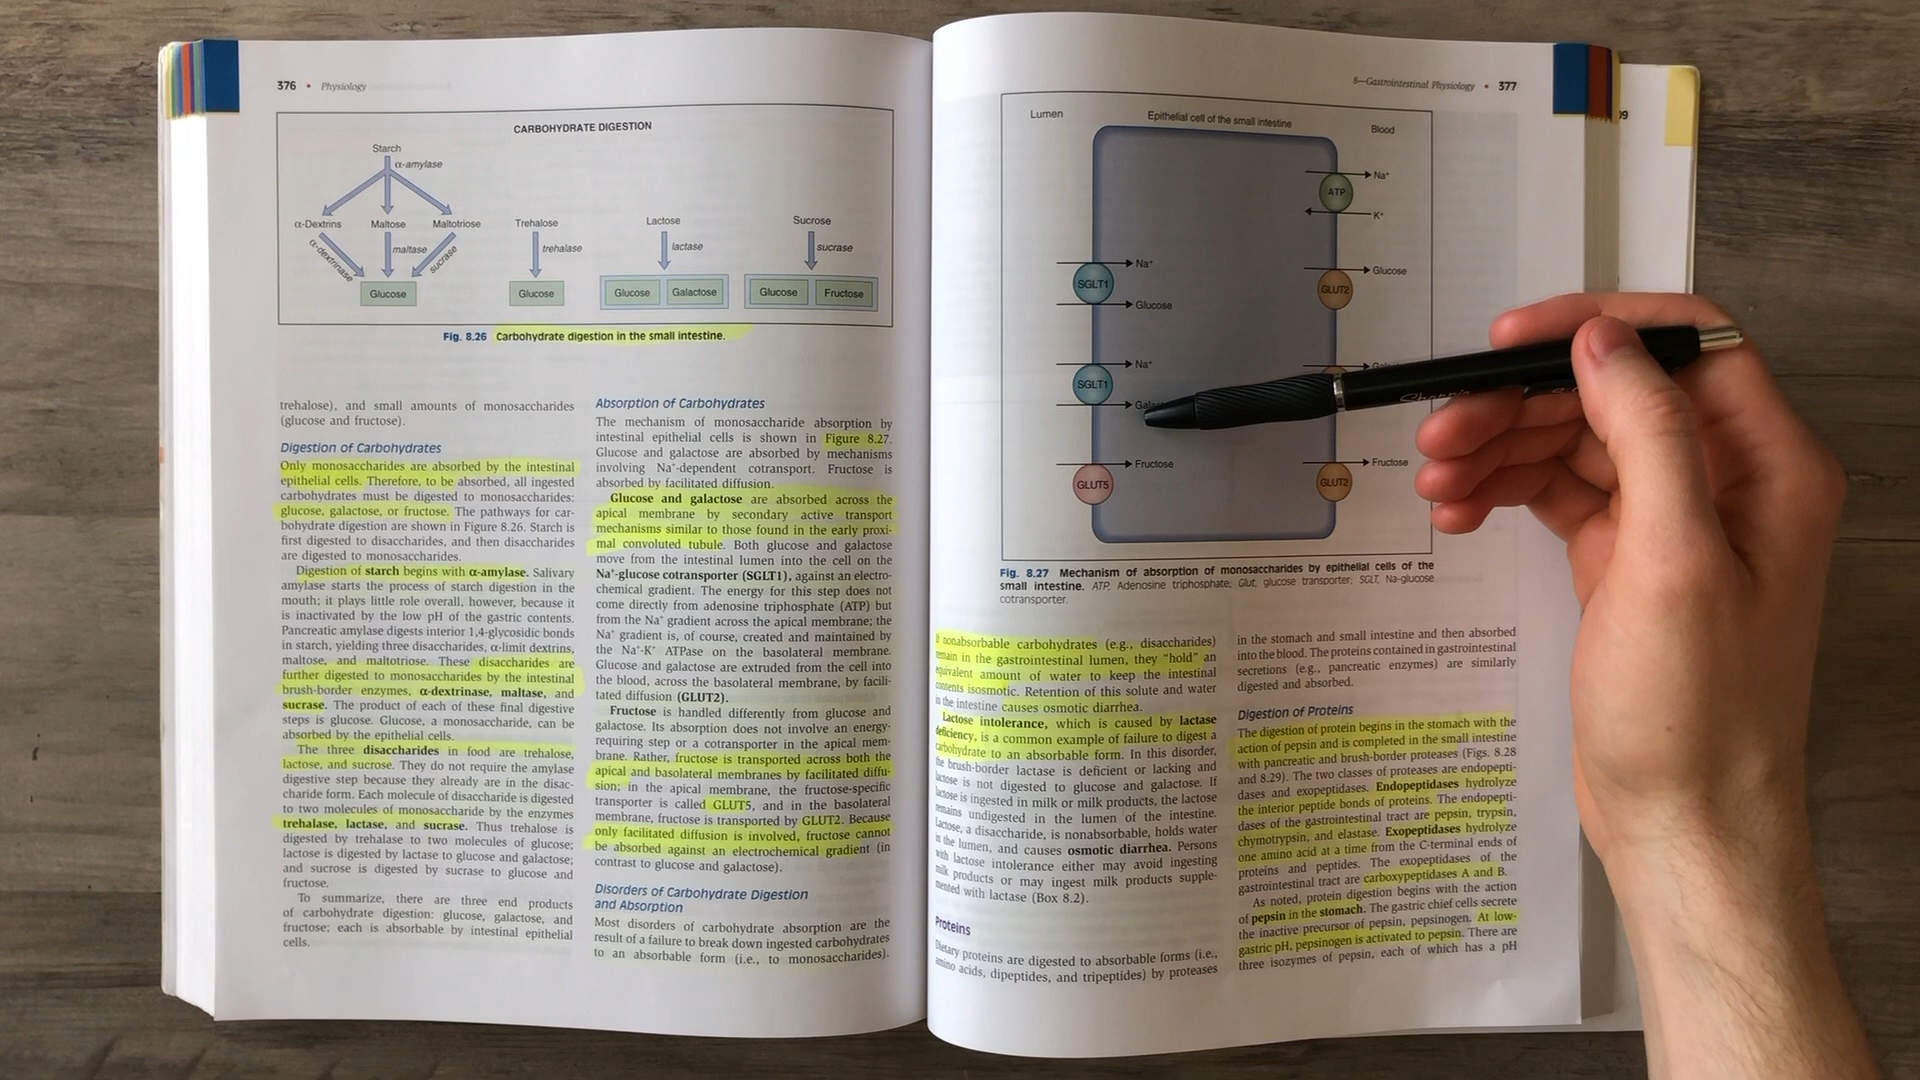 376 • Physiology
CARBOHYDRATE DIGESTION
Starch
α-amylase
α-Dextrins Maltose Maltotriose Trehalose Lactose Sucrose
α-dextrinase maltase sucrase trehalase lactase sucrase
Glucose Glucose Glucose Galactose Glucose Fructose
Fig. 8.26 Carbohydrate digestion in the small intestine.
trehalose), and small amounts of monosaccharides
(glucose and fructose).
Digestion of Carbohydrates
Only monosaccharides are absorbed by the intestinal
epithelial cells. Therefore, to be absorbed, all ingested
carbohydrates must be digested to monosaccharides:
glucose, galactose, or fructose. The pathways for car-
bohydrate digestion are shown in Figure 8.26. Starch is
first digested to disaccharides, and then disaccharides
are digested to monosaccharides.
Digestion of starch begins with α-amylase. Salivary
amylase starts the process of starch digestion in the
mouth; it plays little role overall, however, because it
is inactivated by the low pH of the gastric contents.
Pancreatic amylase digests interior 1,4-glycosidic bonds
in starch, yielding three disaccharides, α-limit dextrins,
maltose, and maltotriose. These disaccharides are
further digested to monosaccharides by the intestinal
brush-border enzymes, α-dextrinase, maltase, and
sucrase. The product of each of these final digestive
steps is glucose. Glucose, a monosaccharide, can be
absorbed by the epithelial cells.
The three disaccharides in food are trehalose,
lactose, and sucrose. They do not require the amylase
digestive step because they already are in the disac-
charide form. Each molecule of disaccharide is digested
to two molecules of monosaccharide by the enzymes
trehalase, lactase, and sucrase. Thus trehalose is
digested by trehalase to two molecules of glucose;
lactose is digested by lactase to glucose and galactose;
and sucrose is digested by sucrase to glucose and
fructose.
To summarize, there are three end products
of carbohydrate digestion: glucose, galactose, and
fructose; each is absorbable by intestinal epithelial
cells.
Absorption of Carbohydrates
The mechanism of monosaccharide absorption by
intestinal epithelial cells is shown in Figure 8.27.
Glucose and galactose are absorbed by mechanisms
involving Na⁺-dependent cotransport. Fructose is
absorbed by facilitated diffusion.
Glucose and galactose are absorbed across the
apical membrane by secondary active transport
mechanisms similar to those found in the early proxi-
mal convoluted tubule. Both glucose and galactose
move from the intestinal lumen into the cell on the
Na⁺-glucose cotransporter (SGLT1), against an electro-
chemical gradient. The energy for this step does not
come directly from adenosine triphosphate (ATP) but
from the Na⁺ gradient across the apical membrane; the
Na⁺ gradient is, of course, created and maintained by
the Na⁺-K⁺ ATPase on the basolateral membrane.
Glucose and galactose are extruded from the cell into
the blood, across the basolateral membrane, by facili-
tated diffusion (GLUT2).
Fructose is handled differently from glucose and
galactose. Its absorption does not involve an energy-
requiring step or a cotransporter in the apical mem-
brane. Rather, fructose is transported across both the
apical and basolateral membranes by facilitated diffu-
sion; in the apical membrane, the fructose-specific
transporter is called GLUT5, and in the basolateral
membrane, fructose is transported by GLUT2. Because
only facilitated diffusion is involved, fructose cannot
be absorbed against an electrochemical gradient (in
contrast to glucose and galactose).
Disorders of Carbohydrate Digestion
and Absorption
Most disorders of carbohydrate absorption are the
result of a failure to break down ingested carbohydrates
to an absorbable form (i.e., to monosaccharides).
8—Gastrointestinal Physiology • 377
Lumen Epithelial cell of the small intestine Blood
ATP Na⁺
K⁺
SGLT1 Na⁺
Glucose
GLUT2 Glucose
SGLT1 Na⁺
GLUT5 Fructose
GLUT2 Fructose
Sharpie
Fig. 8.27 Mechanism of absorption of monosaccharides by epithelial cells of the
small intestine. ATP, Adenosine triphosphate; Glut, glucose transporter; SGLT, Na-glucose
cotransporter.
If nonabsorbable carbohydrates (e.g., disaccharides)
remain in the gastrointestinal lumen, they “hold” an
equivalent amount of water to keep the intestinal
contents isosmotic. Retention of this solute and water
in the intestine causes osmotic diarrhea.
Lactose intolerance, which is caused by lactase
deficiency, is a common example of failure to digest a
carbohydrate to an absorbable form. In this disorder,
the brush-border lactase is deficient or lacking and
lactose is not digested to glucose and galactose. If
lactose is ingested in milk or milk products, the lactose
remains undigested in the lumen of the intestine.
Lactose, a disaccharide, is nonabsorbable, holds water
in the lumen, and causes osmotic diarrhea. Persons
with lactose intolerance either may avoid ingesting
milk products or may ingest milk products supple-
mented with lactase (Box 8.2).
Proteins
Dietary proteins are digested to absorbable forms (i.e.,
amino acids, dipeptides, and tripeptides) by proteases
in the stomach and small intestine and then absorbed
into the blood. The proteins contained in gastrointestinal
secretions (e.g., pancreatic enzymes) are similarly
digested and absorbed.
Digestion of Proteins
The digestion of protein begins in the stomach with the
action of pepsin and is completed in the small intestine
with pancreatic and brush-border proteases (Figs. 8.28
and 8.29). The two classes of proteases are endopepti-
dases and exopeptidases. Endopeptidases hydrolyze
the interior peptide bonds of proteins. The endopepti-
dases of the gastrointestinal tract are pepsin, trypsin,
chymotrypsin, and elastase. Exopeptidases hydrolyze
one amino acid at a time from the C-terminal ends of
proteins and peptides. The exopeptidases of the
gastrointestinal tract are carboxypeptidases A and B.
As noted, protein digestion begins with the action
of pepsin in the stomach. The gastric chief cells secrete
the inactive precursor of pepsin, pepsinogen. At low-
gastric pH, pepsinogen is activated to pepsin. There are
three isozymes of pepsin, each of which has a pH